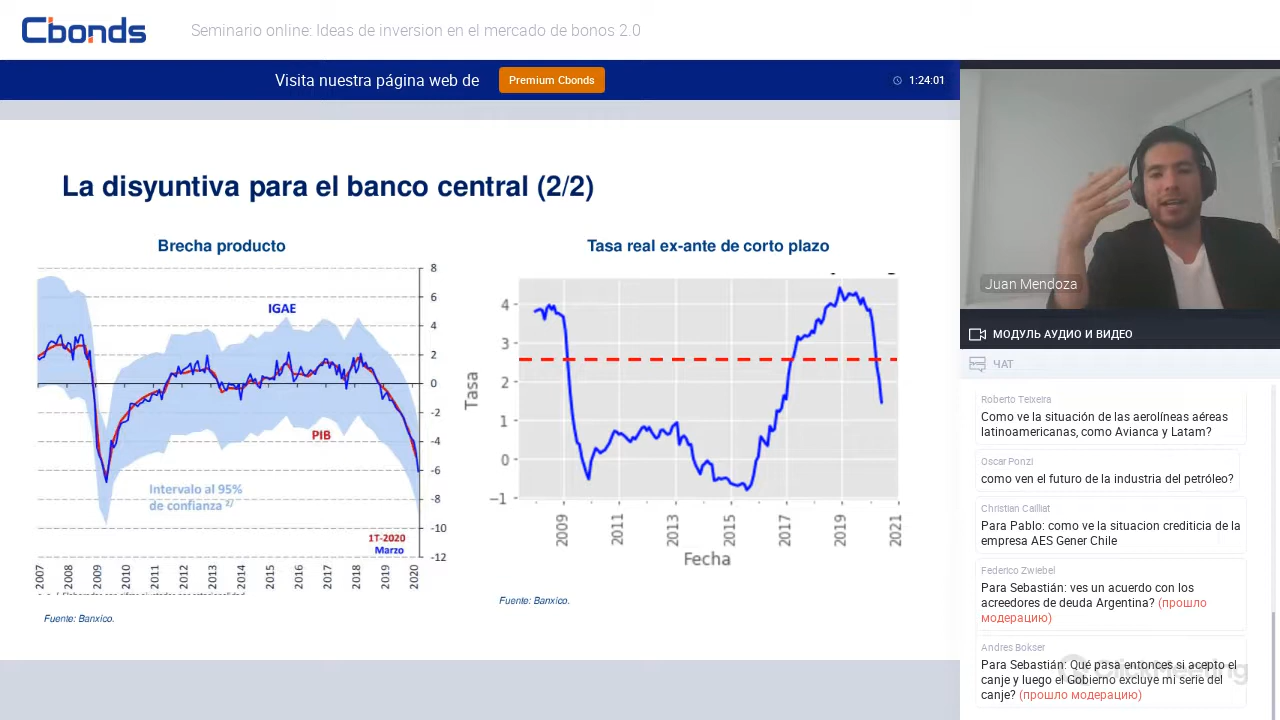 Cbonds
Seminario online: Ideas de inversion en el mercado de bonos 2.0
Visita nuestra página web de
Premium Cbonds
1:24:01
La disyuntiva para el banco central (2/2)
Brecha producto
IGAE
PIB
Intervalo al 95%
de confianza 2/
1T-2020
Marzo
8
6
4
2
0
-2
-4
-6
-8
-10
-12
2007
2008
2009
2010
2011
2012
2013
2014
2015
2016
2017
2018
2019
2020
Fuente: Banxico.
Tasa real ex-ante de corto plazo
Tasa
4
3
2
1
0
−1
2009
2011
2013
2015
2017
2019
2021
Fecha
Fuente: Banxico.
Juan Mendoza
МОДУЛЬ АУДИО И ВИДЕО
ЧАТ
Roberto Teixeira
Como ve la situación de las aerolíneas aéreas
latinoamericanas, como Avianca y Latam?
Oscar Ponzi
como ven el futuro de la industria del petróleo?
Christian Cailliat
Para Pablo: como ve la situacion crediticia de la
empresa AES Gener Chile
Federico Zwiebel
Para Sebastián: ves un acuerdo con los
acreedores de deuda Argentina? (прошло
модерацию)
Andres Bokser
Para Sebastián: Qué pasa entonces si acepto el
canje y luego el Gobierno excluye mi serie del
canje? (прошло модерацию)
ClickMeeting